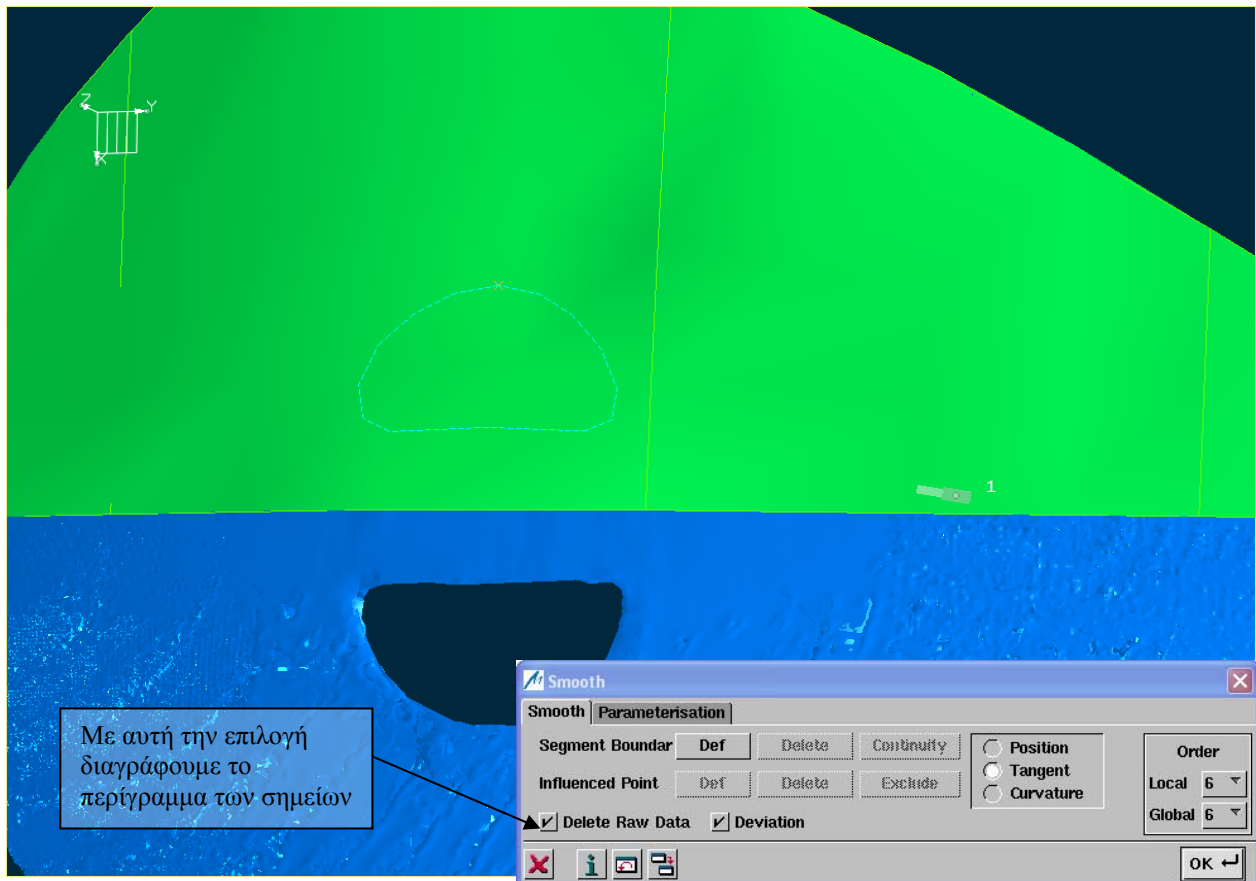 Z
Y
X
1
Smooth
Smooth Parameterisation
Segment Boundar Def Delete Continuity Position
Tangent
Curvature
Influenced Point Def Delete Exclude
Delete Raw Data Deviation
Order
Local 6
Global 6
OK
Με αυτή την επιλογή
διαγράφουμε το
περίγραμμα των σημείων